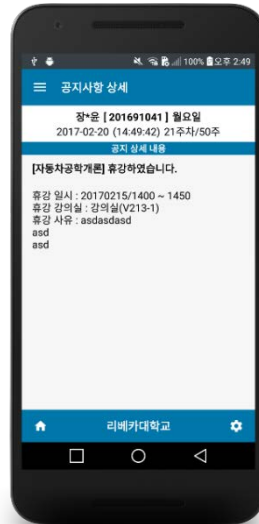 100% 오후 2:49
공지사항 상세
장*윤 [ 201691041 ] 월요일
2017-02-20 (14:49:42) 21주차/50주
공지 상세 내용
[자동차공학개론] 휴강하였습니다.
휴강 일시 : 20170215/1400 ~ 1450
휴강 강의실 : 강의실(V213-1)
휴강 사유 : asdasdasd
asd
asd
리베카대학교